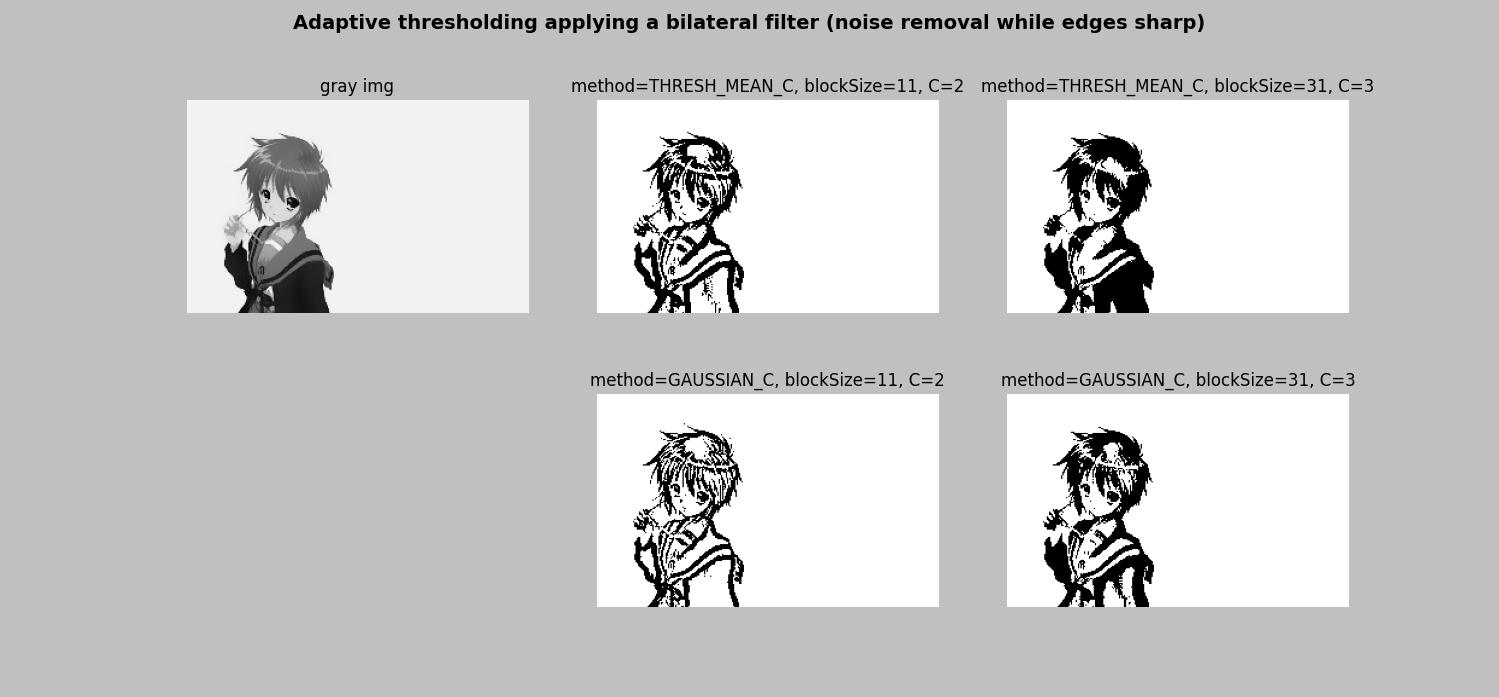 Adaptive thresholding applying a bilateral filter (noise removal while edges sharp)
gray img
method=THRESH_MEAN_C, blockSize=11, C=2
method=THRESH_MEAN_C, blockSize=31, C=3
method=GAUSSIAN_C, blockSize=11, C=2
method=GAUSSIAN_C, blockSize=31, C=3